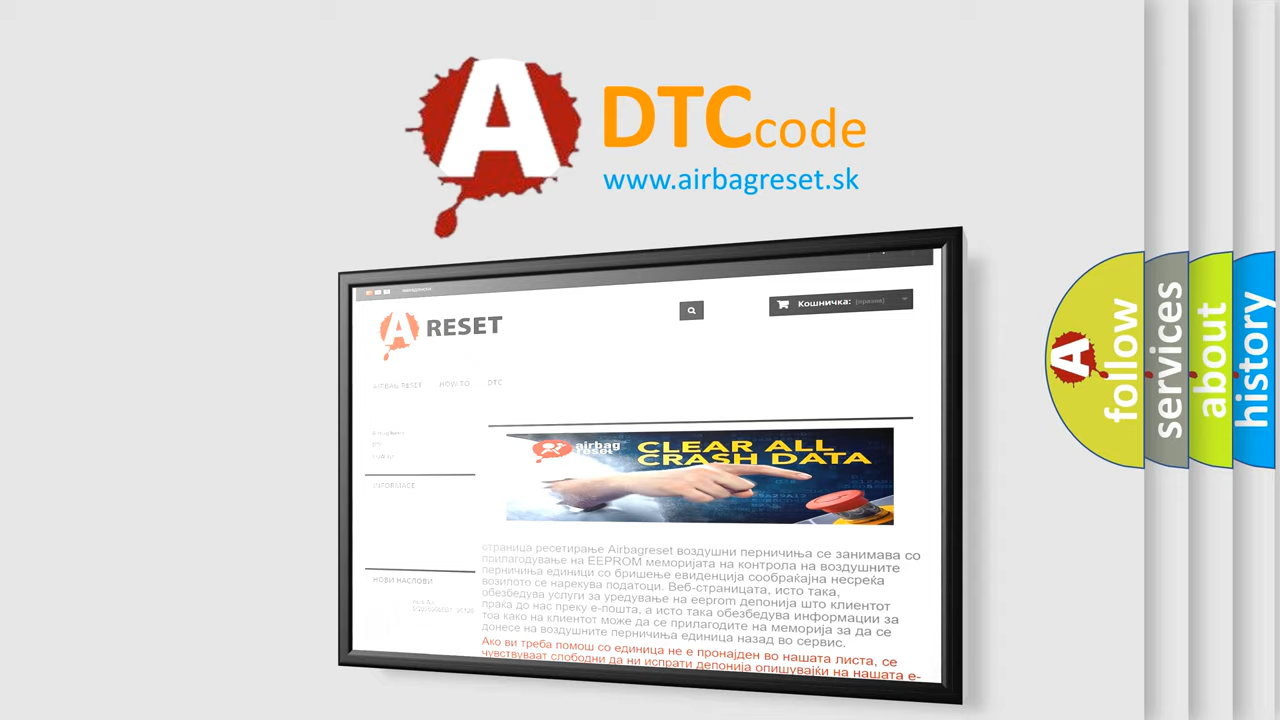 A
DTCcode
www.airbagreset.sk
A RESET
Кошничка: (празна)
AIRBAG RESET HOW TO DTC
INFORMACE
НОВИ НАСЛОВИ
airbag
reset
CLEAR ALL
CRASH DATA
страница ресетирање Airbagreset воздушни перничиња се занимава со
прилагодување на EEPROM меморијата на контрола на воздушните
перничиња единици со бришење евиденција сообраќајна несреќа
возилото се нарекува податоци. Веб-страницата, исто така,
обезбедува услуги за уредување на eeprom депонија што клиентот
праќа до нас преку е-пошта, а исто така обезбедува информации за
тоа како на клиентот може да се прилагодите на меморија за да се
донесе на воздушните перничиња единица назад во сервис.
Ако ви треба помош со единица не е пронајден во нашата листа, се
чувствуваат слободни да ни испрати депонија опишувајќи на нашата е-
A
follow
services
about
history